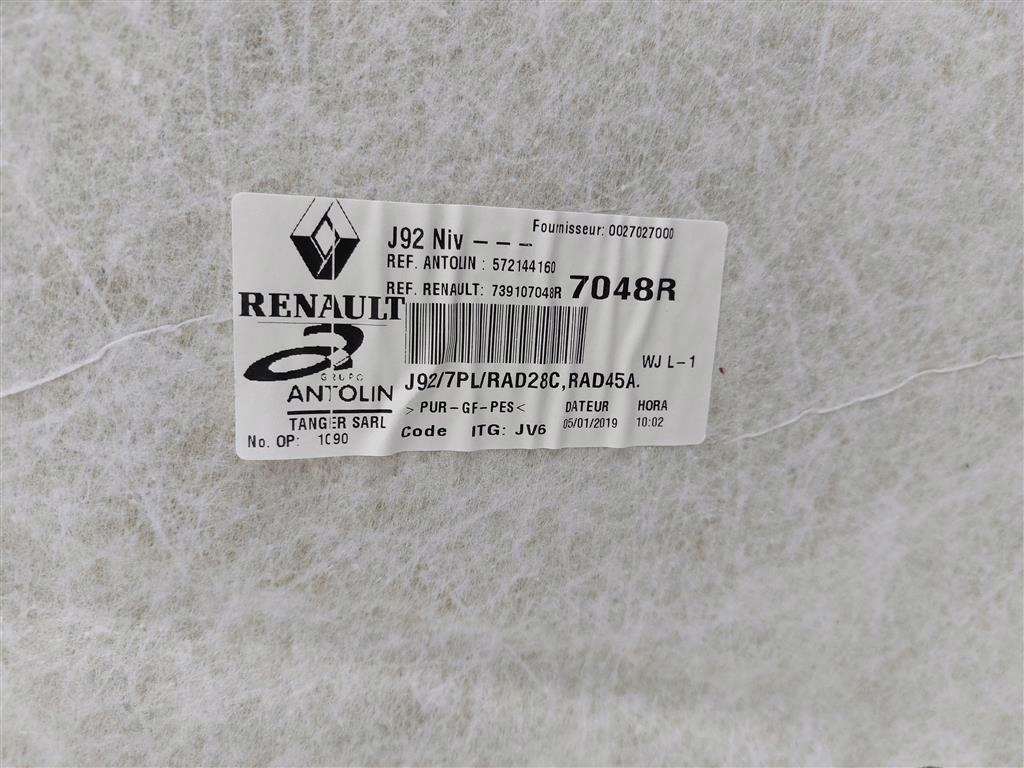 Fournisseur: 0027027000
J92 Niv - - -
REF. ANTOLIN : 572144160
REF. RENAULT: 739107048R 7048R
RENAULT
GRUPO
ANTOLIN
TANGER SARL
WJ L-1
J92/7PL/RAD28C,RAD45A.
>PUR-GF-PES< DATEUR HORA
Code ITG: JV6 05/01/2019 10:02
No. OP: 1090